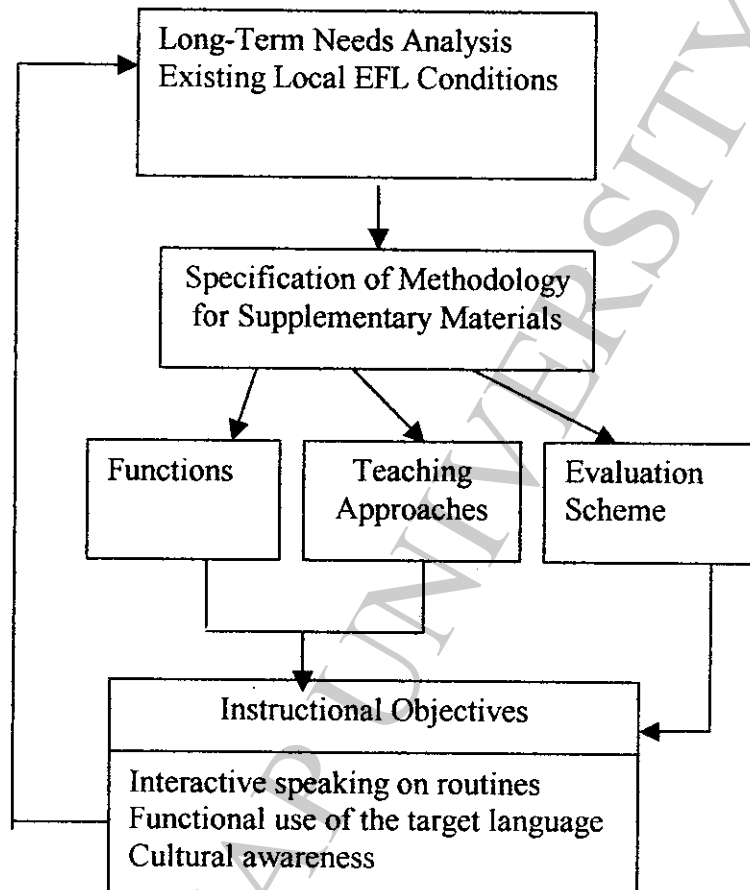 Long-Term Needs Analysis
Existing Local EFL Conditions
Specification of Methodology
for Supplementary Materials
Functions
Teaching
Approaches
Evaluation
Scheme
Instructional Objectives
Interactive speaking on routines
Functional use of the target language
Cultural awareness
UNIVERSITY